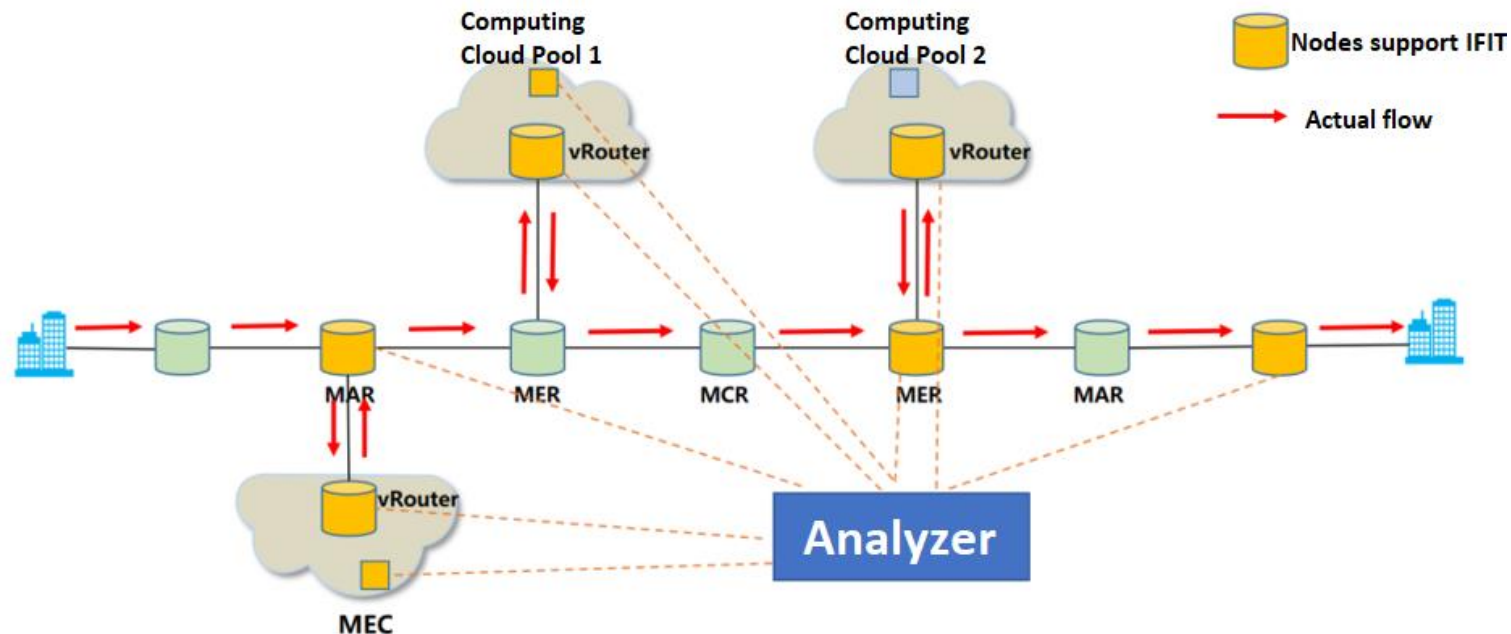 Computing
Cloud Pool 1
Computing
Cloud Pool 2
Nodes support IFIT
Actual flow
vRouter
vRouter
MAR
MER
MCR
MER
MAR
vRouter
Analyzer
MEC